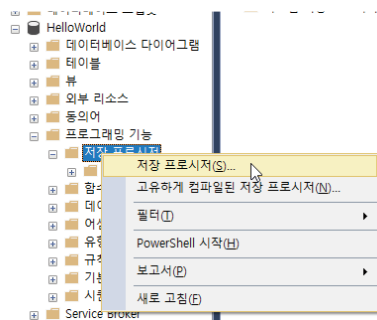 HelloWorld
데이터베이스 다이어그램
테이블
뷰
외부 리소스
동의어
프로그래밍 기능
저장 프로시저
저장 프로시저(S)...
고유하게 컴파일된 저장 프로시저(N)...
필터(T)
PowerShell 시작(H)
보고서(P)
새로 고침(F)
Service Broker